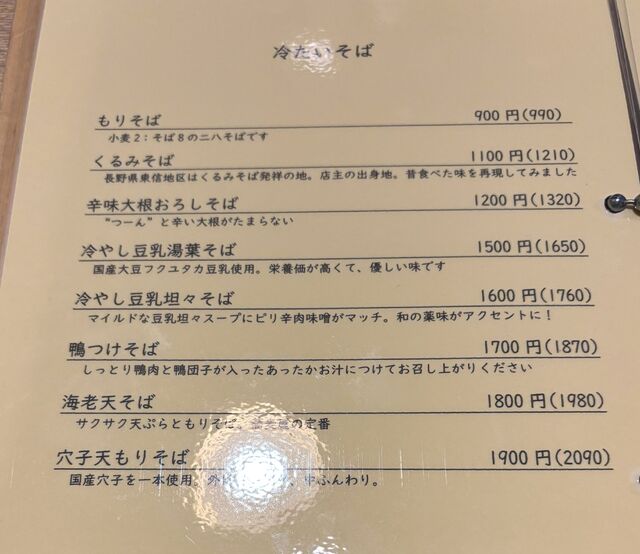 冷たいそば
もりそば 900円(990)
小麦2:そば8の二八そばです
くるみそば 1100円(1210)
長野県東信地区はくるみそば発祥の地。店主の出身地。昔食べた味を再現してみました
辛味大根おろしそば 1200円(1320)
"つーん"と辛い大根がたまらない
冷やし豆乳湯葉そば 1500円(1650)
国産大豆フクユタカ豆乳使用。栄養価が高くて、優しい味です
冷やし豆乳坦々そば 1600円(1760)
マイルドな豆乳坦々スープにピリ辛肉味噌がマッチ。和の薬味がアクセントに!
鴨つけそば 1700円(1870)
しっとり鴨肉と鴨団子が入ったあったかお汁につけてお召し上がりください
海老天そば 1800円(1980)
サクサク天ぷらともりそば。の定番
穴子天もりそば 1900円(2090)
国産穴子を一本使用。中ふんわり。